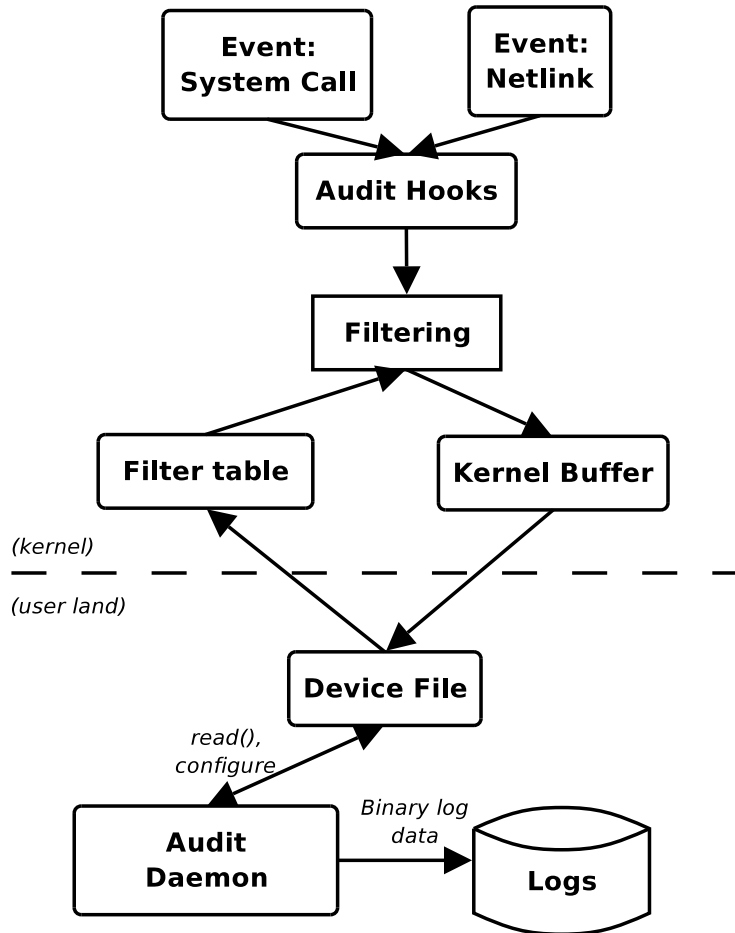 Event:
System Call
Event:
Netlink
Audit Hooks
Filtering
Filter table
Kernel Buffer
(kernel)
(user land)
Device File
read(),
configure
Audit
Daemon
Binary log
data
Logs